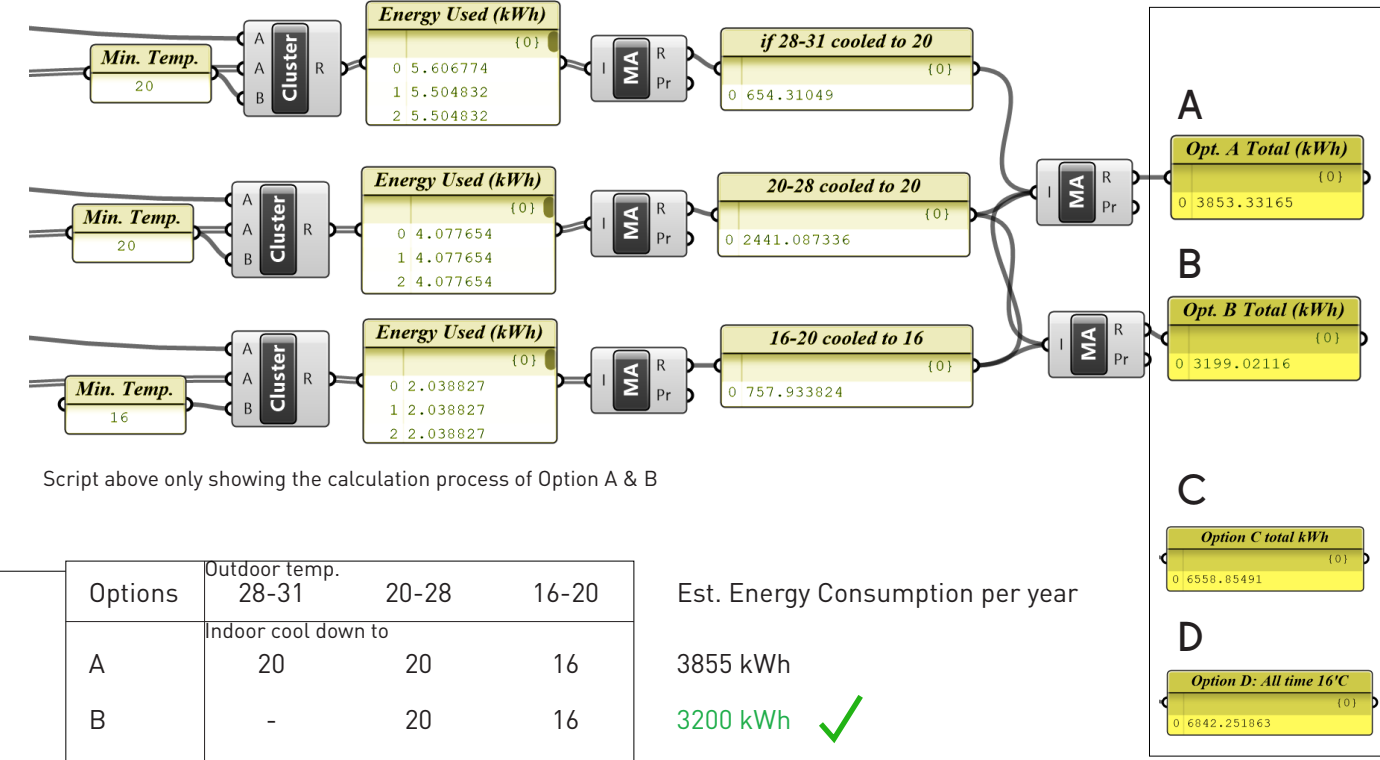 Energy Used (kWh)
{0}
0 5.606774
1 5.504832
2 5.504832
Min. Temp.
20
A
A
B
Cluster
R
I
MA
R
Pr
if 28-31 cooled to 20
{0}
0 654.31049
Energy Used (kWh)
{0}
0 4.077654
1 4.077654
2 4.077654
Min. Temp.
20
A
A
B
Cluster
R
I
MA
R
Pr
20-28 cooled to 20
{0}
0 2441.087336
Energy Used (kWh)
{0}
0 2.038827
1 2.038827
2 2.038827
Min. Temp.
16
A
A
B
Cluster
R
I
MA
R
Pr
16-20 cooled to 16
{0}
0 757.933824
I
MA
R
Pr
I
MA
R
Pr
A
Opt. A Total (kWh)
{0}
0 3853.33165
B
Opt. B Total (kWh)
{0}
0 3199.02116
C
Option C total kWh
{0}
0 6558.85491
D
Option D: All time 16'C
{0}
0 6842.251863
Script above only showing the calculation process of Option A & B
Outdoor temp.
Options 28-31 20-28 16-20 Est. Energy Consumption per year
Indoor cool down to
A 20 20 16 3855 kWh
B - 20 16 3200 kWh